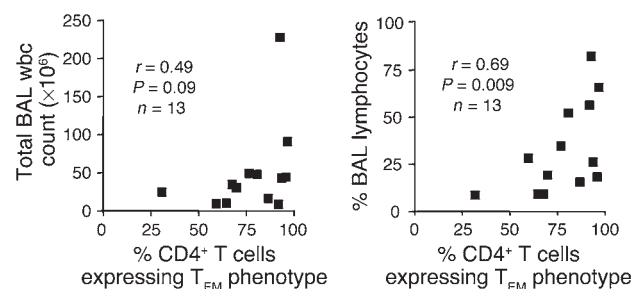 250
200
150
100
50
0
Total BAL wbc
count (×10⁶)
r = 0.49
P = 0.09
n = 13
0 25 50 75 100
% CD4⁺ T cells
expressing T_EM phenotype
100
75
50
25
0
% BAL lymphocytes
r = 0.69
P = 0.009
n = 13
0 25 50 75 100
% CD4⁺ T cells
expressing T_EM phenotype